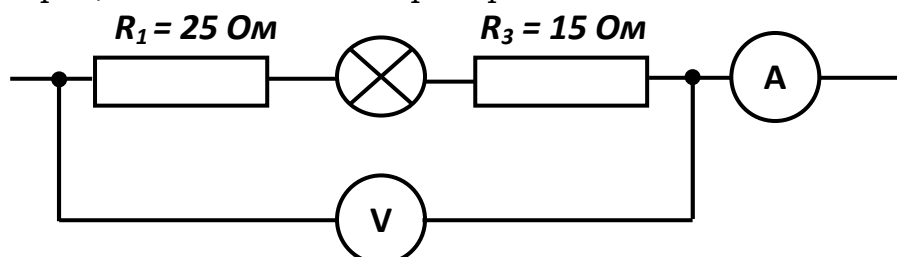 R₁ = 25 Ом R₃ = 15 Ом
A
V